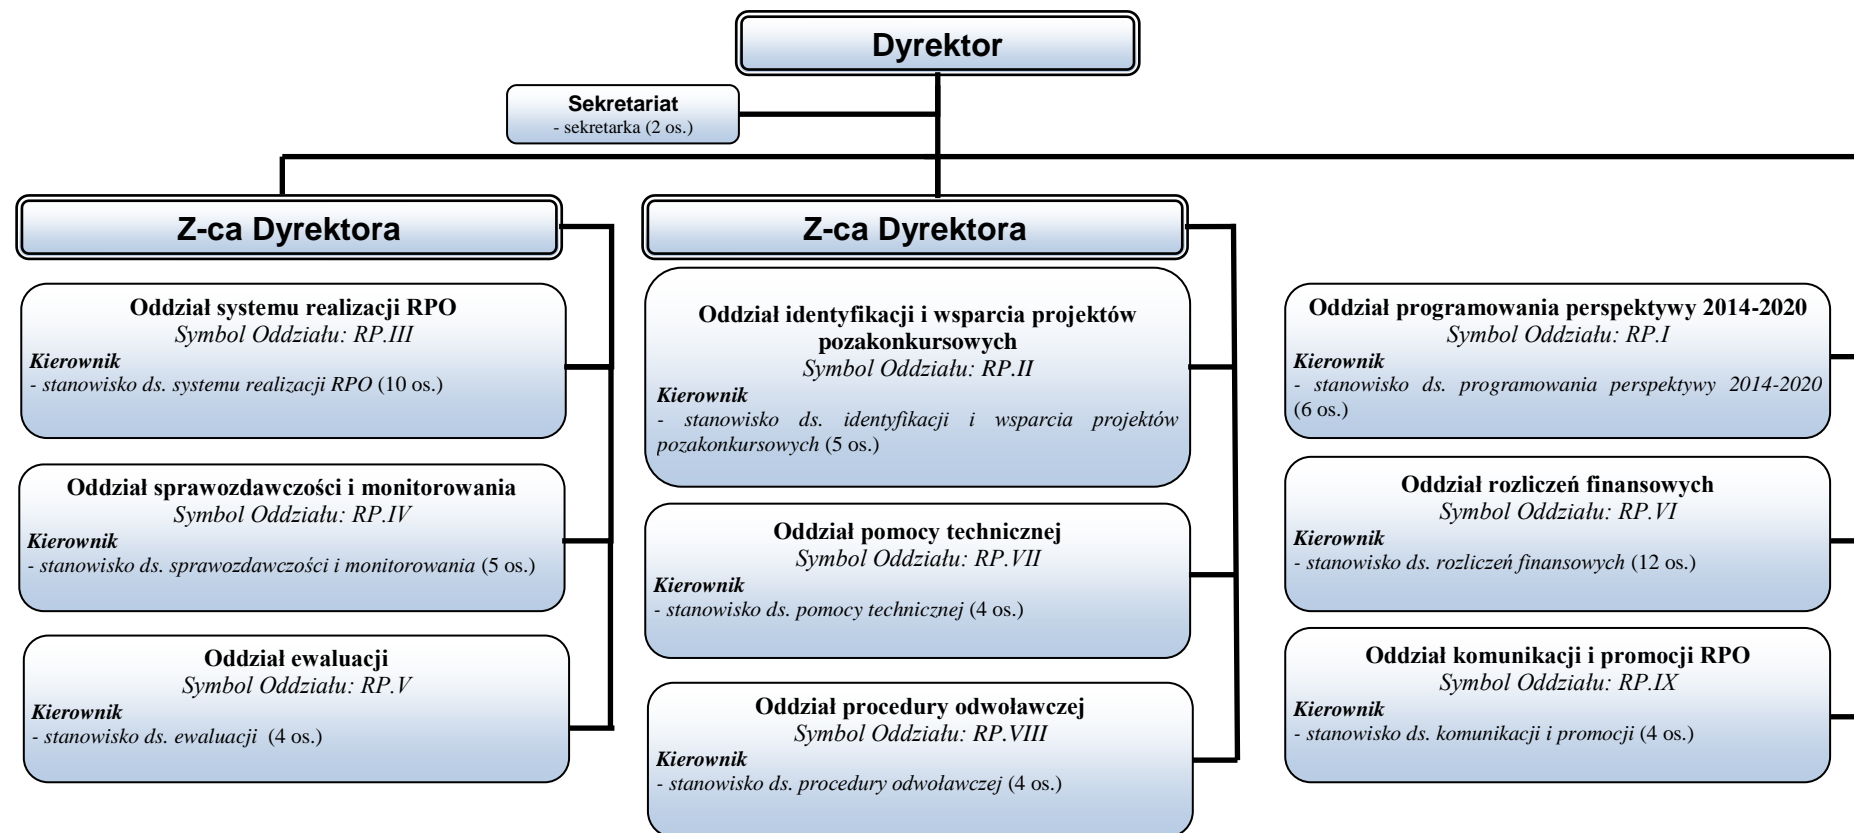 Dyrektor
Sekretariat
- sekretarka (2 os.)
Z-ca Dyrektora
Oddział systemu realizacji RPO
Symbol Oddziału: RP.III
Kierownik
- stanowisko ds. systemu realizacji RPO (10 os.)
Oddział sprawozdawczości i monitorowania
Symbol Oddziału: RP.IV
Kierownik
- stanowisko ds. sprawozdawczości i monitorowania (5 os.)
Oddział ewaluacji
Symbol Oddziału: RP.V
Kierownik
- stanowisko ds. ewaluacji (4 os.)
Z-ca Dyrektora
Oddział identyfikacji i wsparcia projektów
pozakonkursowych
Symbol Oddziału: RP.II
Kierownik
- stanowisko ds. identyfikacji i wsparcia projektów
pozakonkursowych (5 os.)
Oddział pomocy technicznej
Symbol Oddziału: RP.VII
Kierownik
- stanowisko ds. pomocy technicznej (4 os.)
Oddział procedury odwoławczej
Symbol Oddziału: RP.VIII
Kierownik
- stanowisko ds. procedury odwoławczej (4 os.)
Oddział programowania perspektywy 2014-2020
Symbol Oddziału: RP.I
Kierownik
- stanowisko ds. programowania perspektywy 2014-2020
(6 os.)
Oddział rozliczeń finansowych
Symbol Oddziału: RP.VI
Kierownik
- stanowisko ds. rozliczeń finansowych (12 os.)
Oddział komunikacji i promocji RPO
Symbol Oddziału: RP.IX
Kierownik
- stanowisko ds. komunikacji i promocji (4 os.)